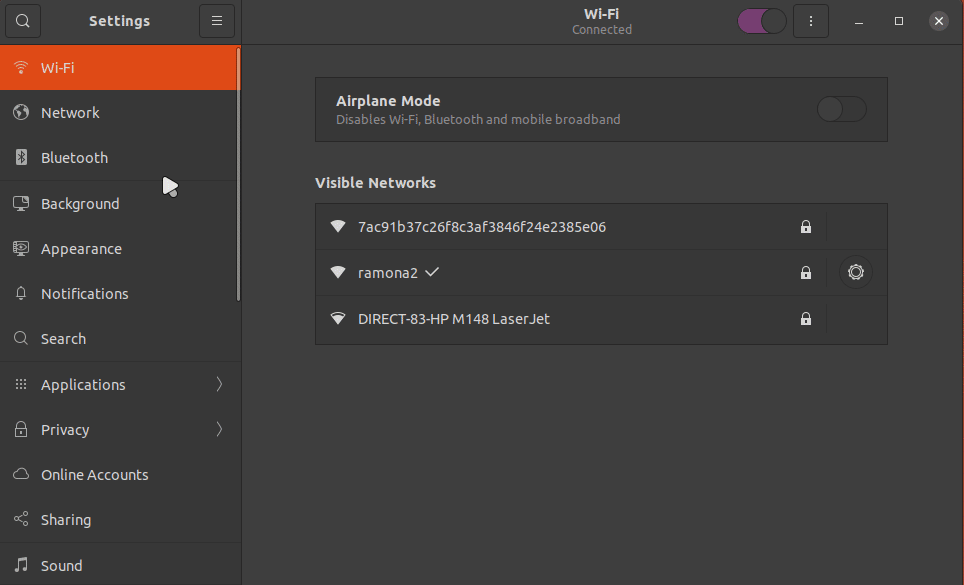 Settings
Wi-Fi
Connected
Wi-Fi
Network
Bluetooth
Background
Appearance
Notifications
Search
Applications
Privacy
Online Accounts
Sharing
Sound
Airplane Mode
Disables Wi-Fi, Bluetooth and mobile broadband
Visible Networks
7ac91b37c26f8c3af3846f24e2385e06
ramona2
DIRECT-83-HP M148 LaserJet